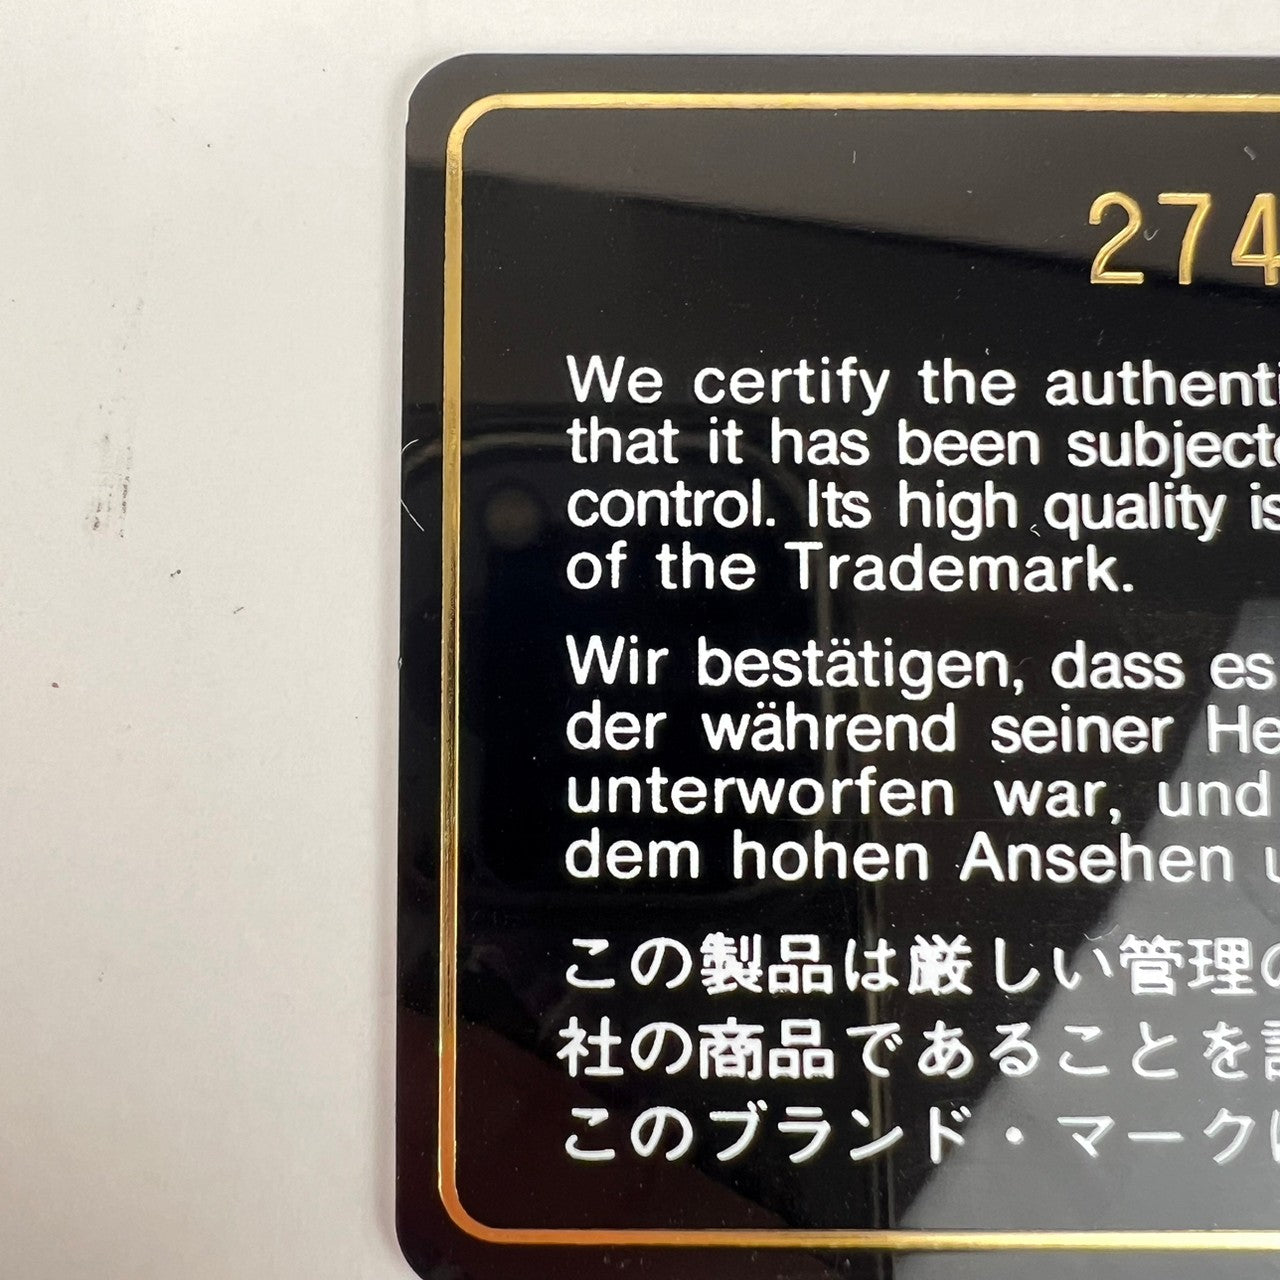 274
We certify the authenti
that it has been subjecte
control. Its high quality is
of the Trademark.
Wir bestätigen, dass es
der während seiner He
unterworfen war, und
dem hohen Ansehen u
この製品は厳しい管理の
社の商品であることを
このブランド・マークは